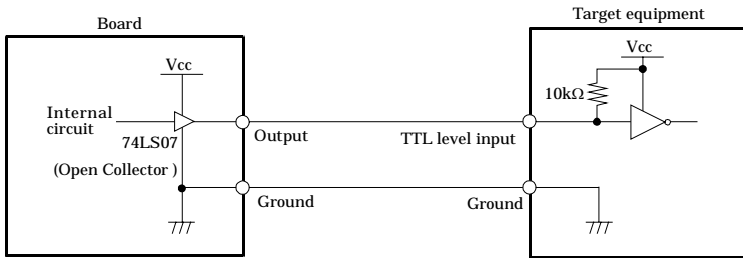 Board
Target equipment
Vcc
Vcc
10kΩ
Internal
circuit
74LS07
(Open Collector )
Output
TTL level input
Ground
Ground